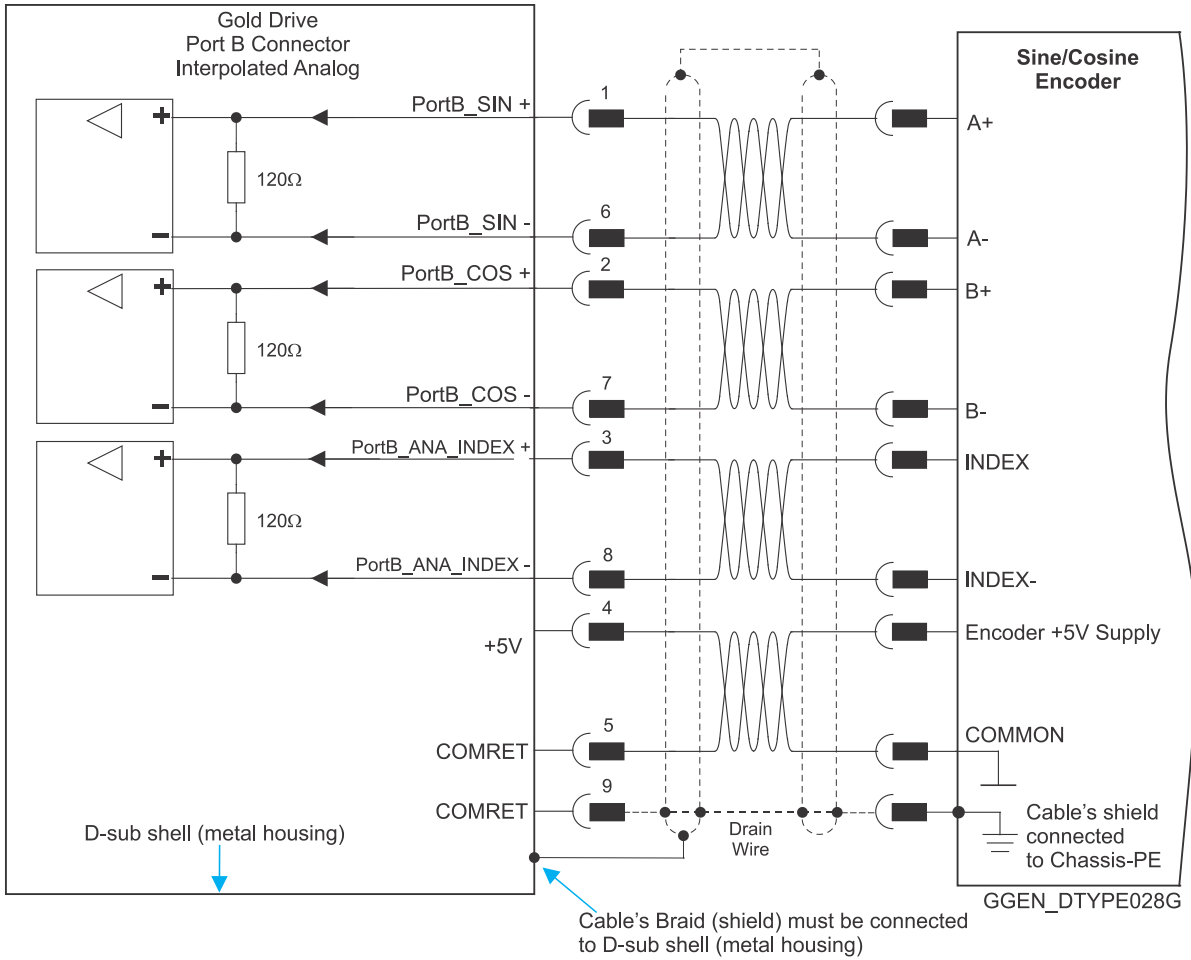 Gold Drive
Port B Connector
Interpolated Analog
Sine/Cosine
Encoder
PortB_SIN +
1
A+
120Ω
PortB_SIN -
6
A-
PortB_COS +
2
B+
120Ω
PortB_COS -
7
B-
PortB_ANA_INDEX +
3
INDEX
120Ω
PortB_ANA_INDEX -
8
INDEX-
+5V
4
Encoder +5V Supply
COMRET
5
COMMON
COMRET
9
Drain
Wire
Cable's shield
connected
to Chassis-PE
D-sub shell (metal housing)
GGEN_DTYPE028G
Cable's Braid (shield) must be connected
to D-sub shell (metal housing)